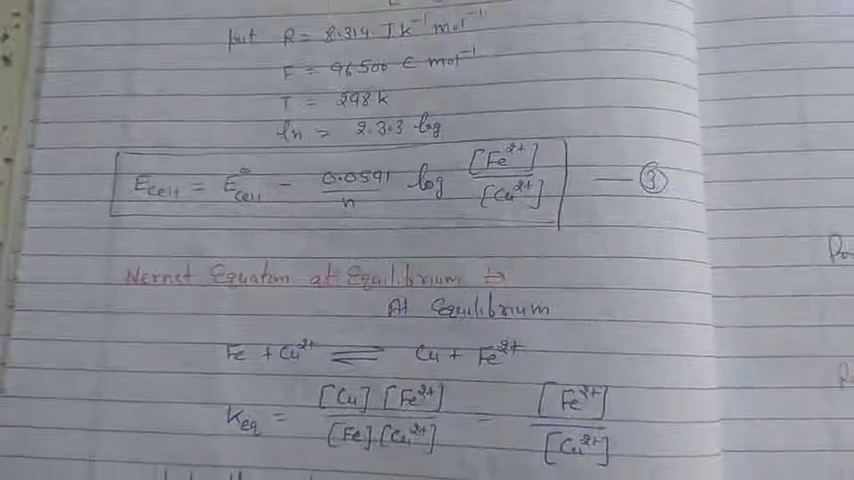 put R = 8.314 J k⁻¹ mol⁻¹
F = 96500 C mol⁻¹
T = 298 k
ln = 2.303 log
Ecell = E°cell - 0.0591/n log [Fe²⁺]/[Cu²⁺] — ③
Nernst Equation at Equilibrium ⇒
At Equilibrium
Fe + Cu²⁺ ⇌ Cu + Fe²⁺
Keq = [Cu] [Fe²⁺]/[Fe] [Cu²⁺] = [Fe²⁺]/[Cu²⁺]